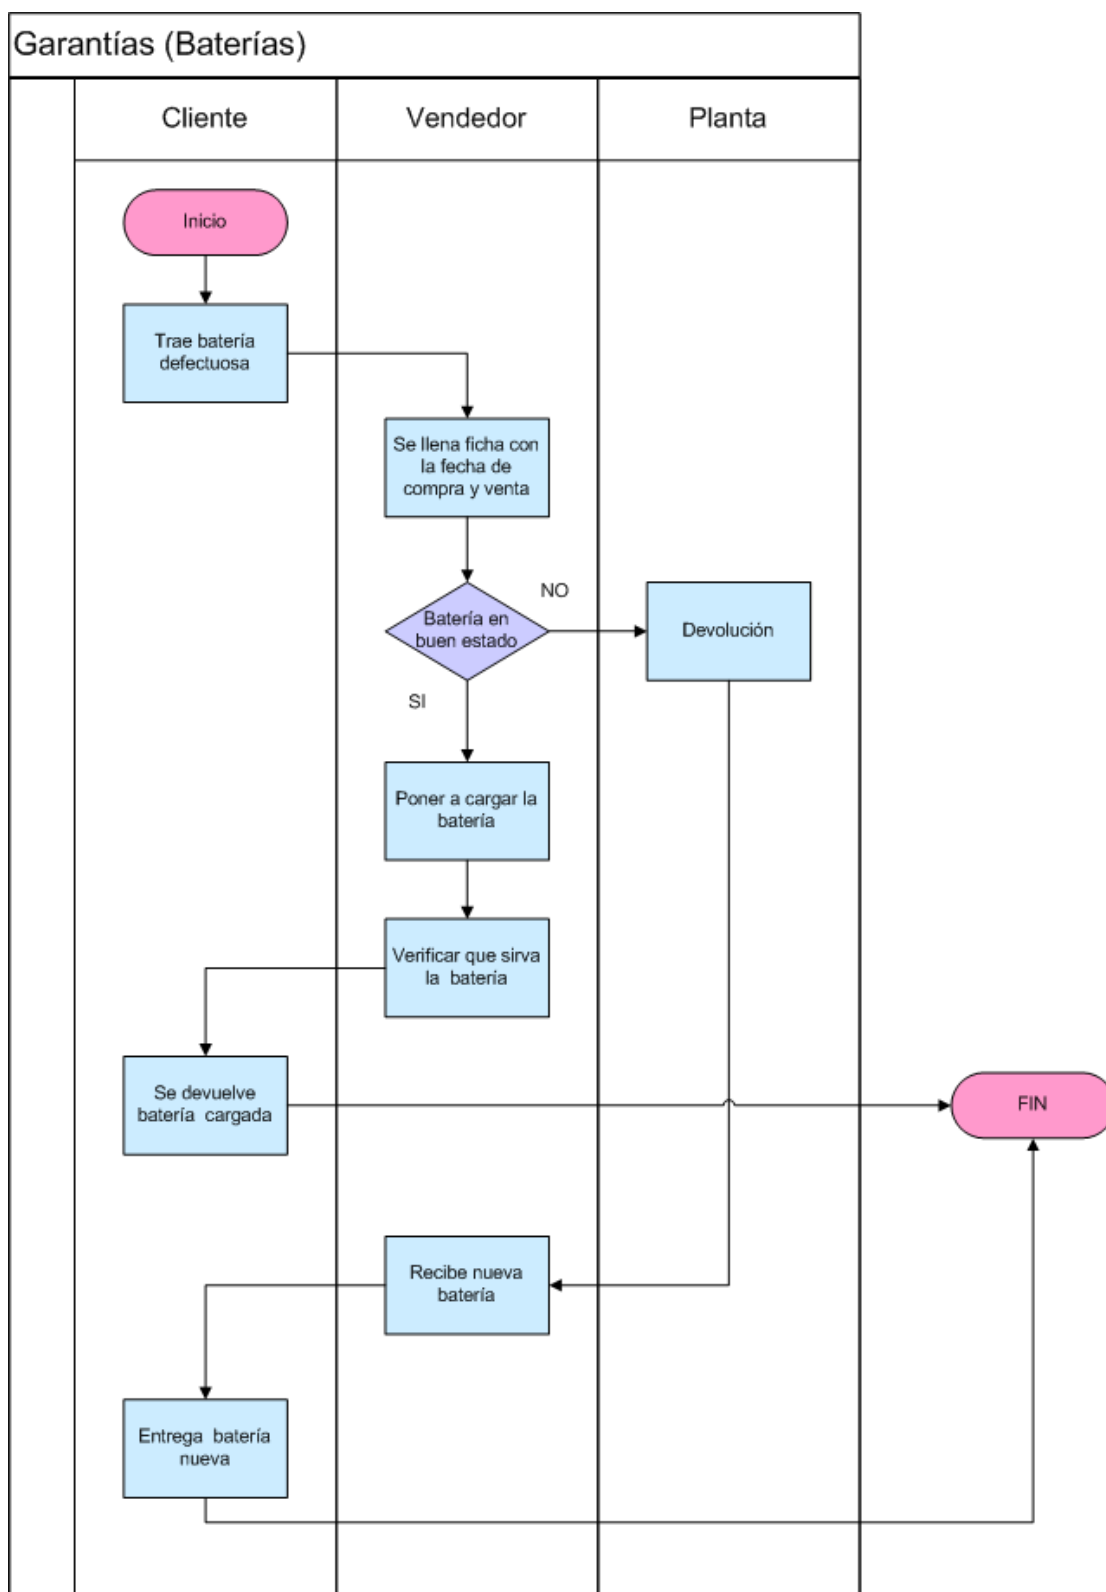 Garantías (Baterías)
Cliente
Vendedor
Planta
Inicio
Trae batería
defectuosa
Se llena ficha con
la fecha de
compra y venta
Batería en
buen estado
NO
Devolución
SI
Poner a cargar la
batería
Verificar que sirva
la batería
Se devuelve
batería cargada
FIN
Recibe nueva
batería
Entrega batería
nueva